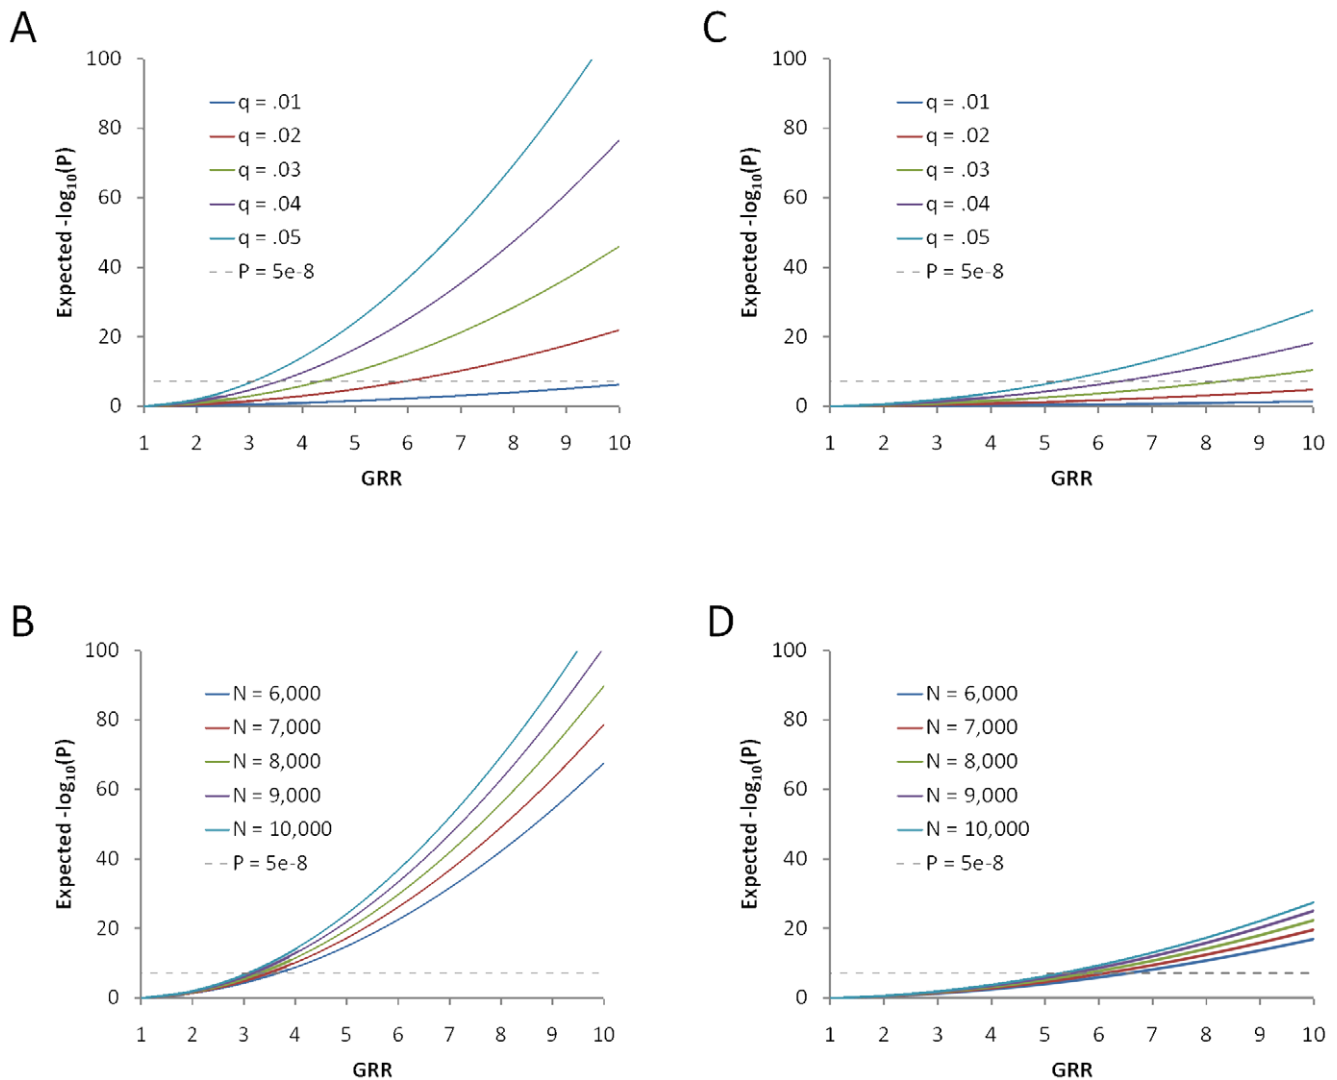 A
100
80
60
40
20
0
Expected -log10(P)
q = .01
q = .02
q = .03
q = .04
q = .05
P = 5e-8
1 2 3 4 5 6 7 8 9 10
GRR
C
100
80
60
40
20
0
Expected -log10(P)
q = .01
q = .02
q = .03
q = .04
q = .05
P = 5e-8
1 2 3 4 5 6 7 8 9 10
GRR
B
100
80
60
40
20
0
Expected -log10(P)
N = 6,000
N = 7,000
N = 8,000
N = 9,000
N = 10,000
P = 5e-8
1 2 3 4 5 6 7 8 9 10
GRR
D
100
80
60
40
20
0
Expected -log10(P)
N = 6,000
N = 7,000
N = 8,000
N = 9,000
N = 10,000
P = 5e-8
1 2 3 4 5 6 7 8 9 10
GRR